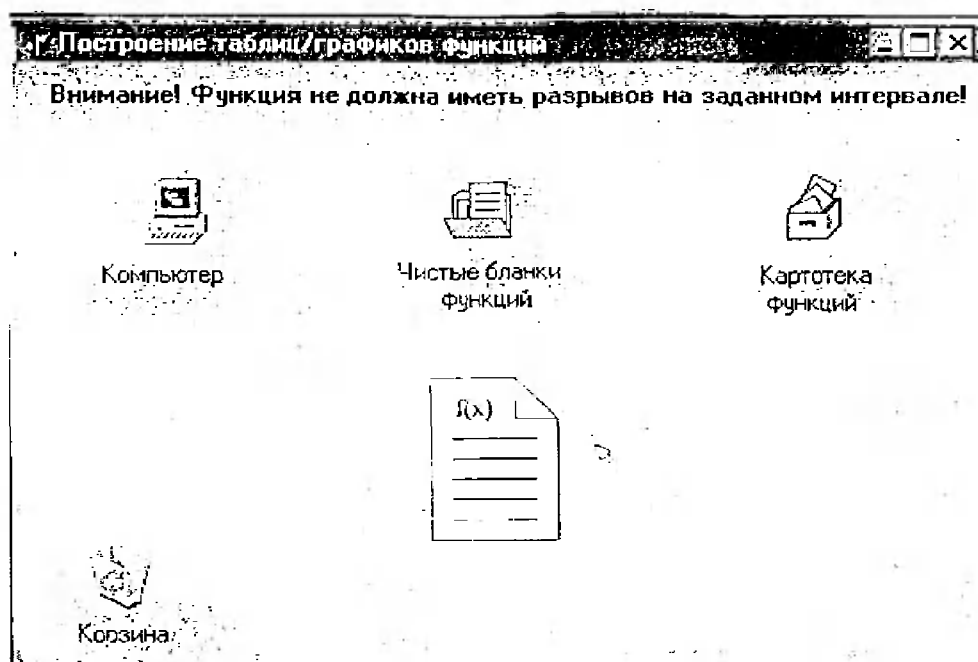 Построение таблиц/графиков функций
Внимание! Функция не должна иметь разрывов на заданном интервале!
Компьютер
Чистые бланки
функций
Картотека
функций
f(x)
Корзина